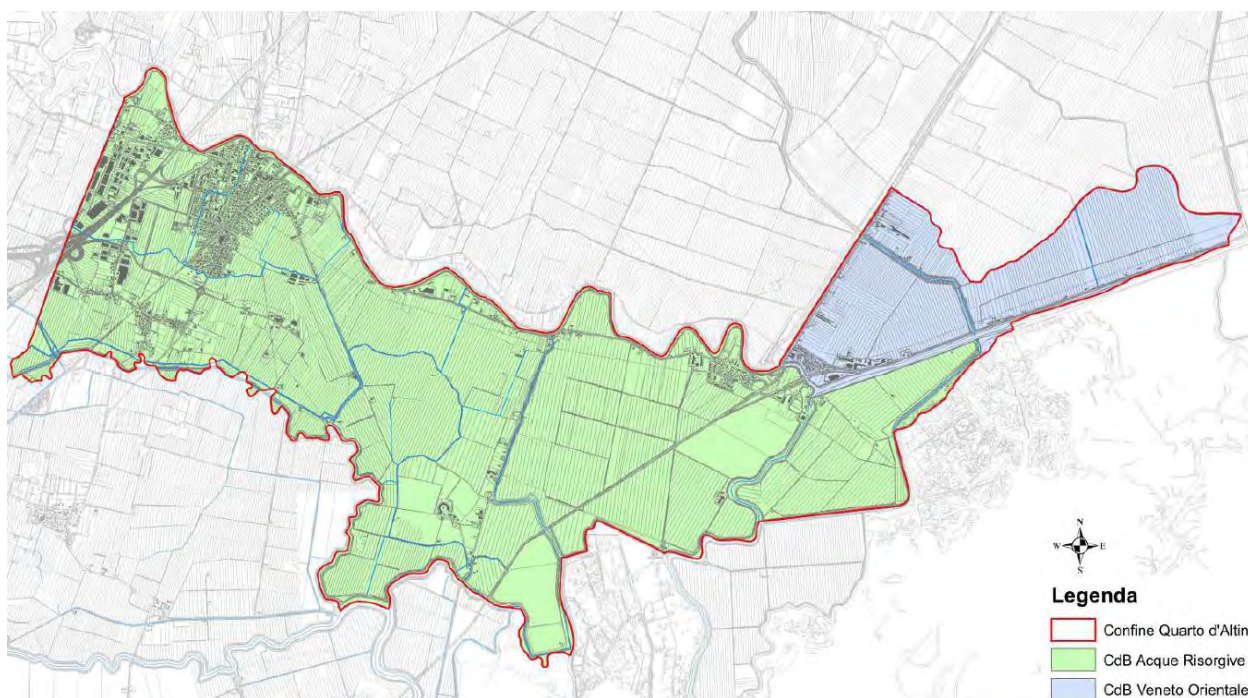 N
W E
S
Legenda
Confine Quarto d'Altin
CdB Acque Risorgive
CdB Veneto Orientale